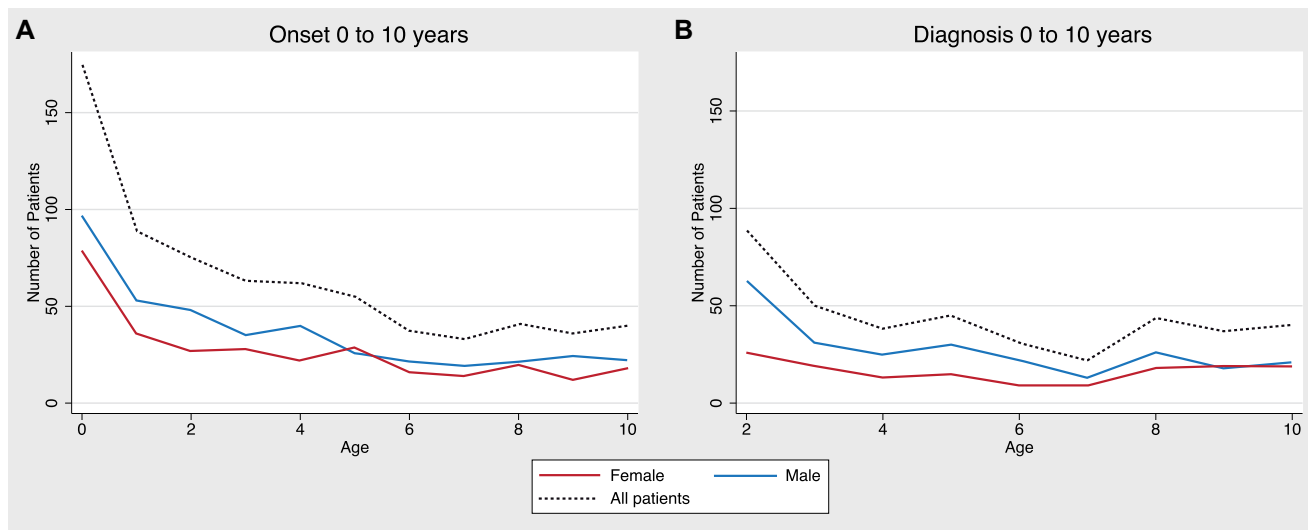 A
Onset 0 to 10 years
Number of Patients
150
100
50
0
0 2 4 6 8 10
Age
B
Diagnosis 0 to 10 years
Number of Patients
150
100
50
0
2 4 6 8 10
Age
Female Male
All patients